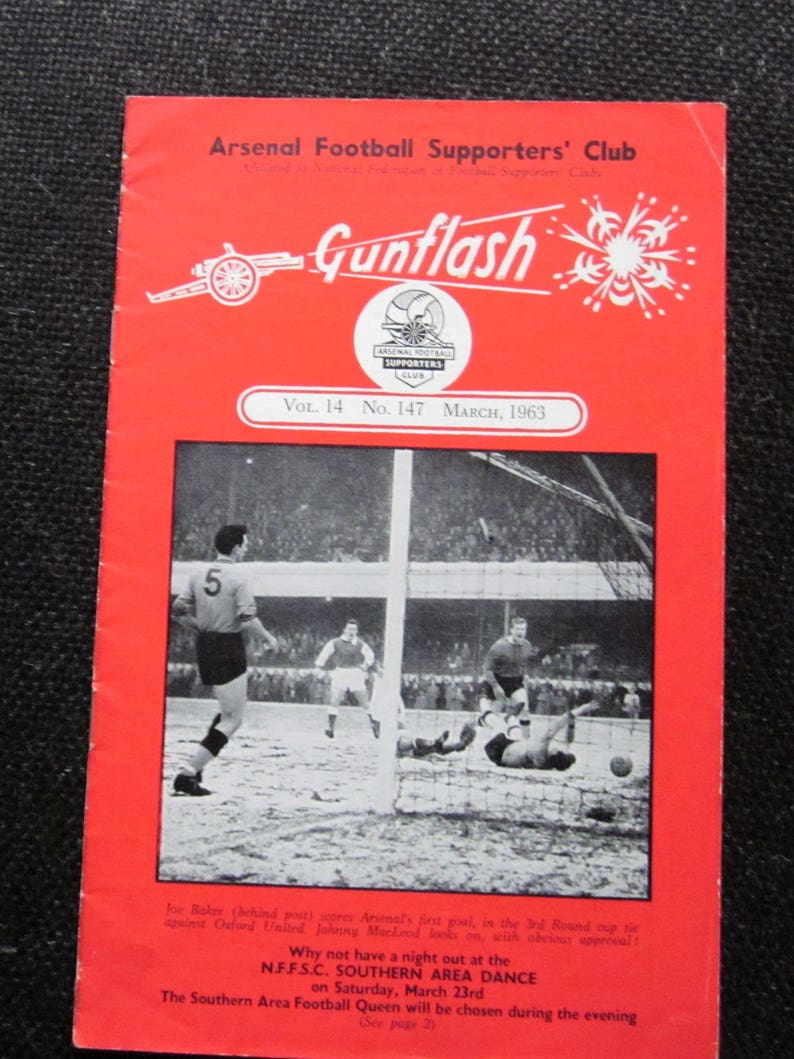 Arsenal Football Supporters' Club
Affiliated to National Federation of Football Supporters' Clubs
Gunflash
ARSENAL FOOTBALL
SUPPORTERS
CLUB
VOL. 14 No. 147 MARCH, 1963
5
Joe Baker (behind post) scores Arsenal's first goal, in the 3rd Round cup tie
against Oxford United. Johnny MacLeod looks on, with obvious approval!
Why not have a night out at the
N.F.F.S.C. SOUTHERN AREA DANCE
on Saturday, March 23rd
The Southern Area Football Queen will be chosen during the evening
(See page 2)